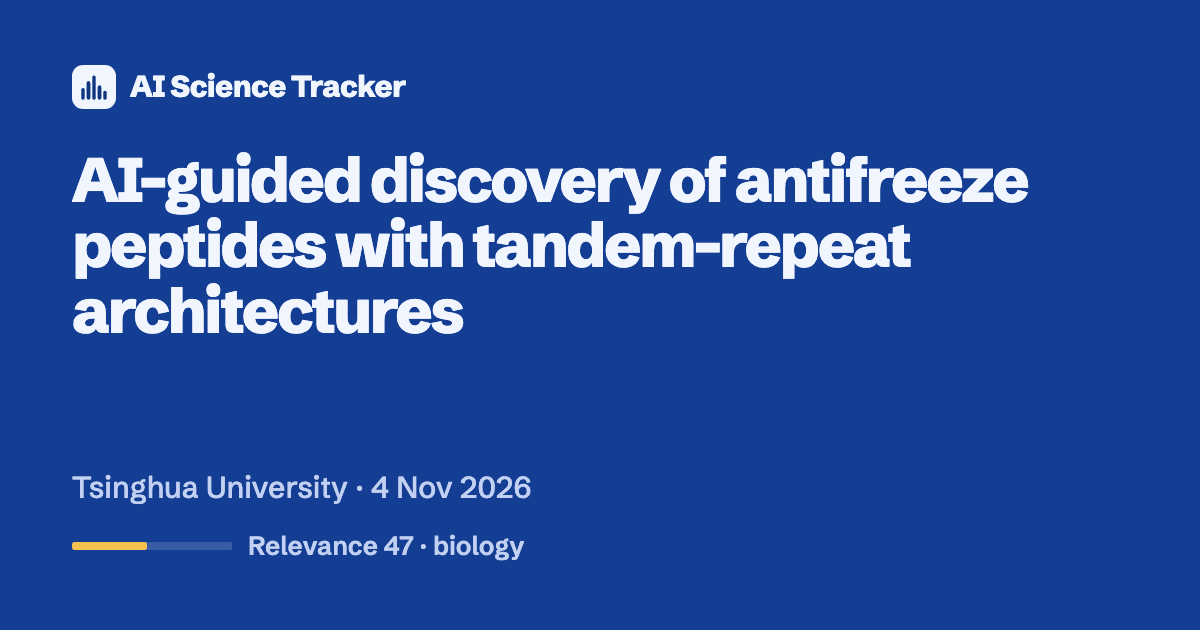 AI Science Tracker
AI-guided discovery of antifreeze
peptides with tandem-repeat
architectures
Tsinghua University · 4 Nov 2026
Relevance 47 · biology